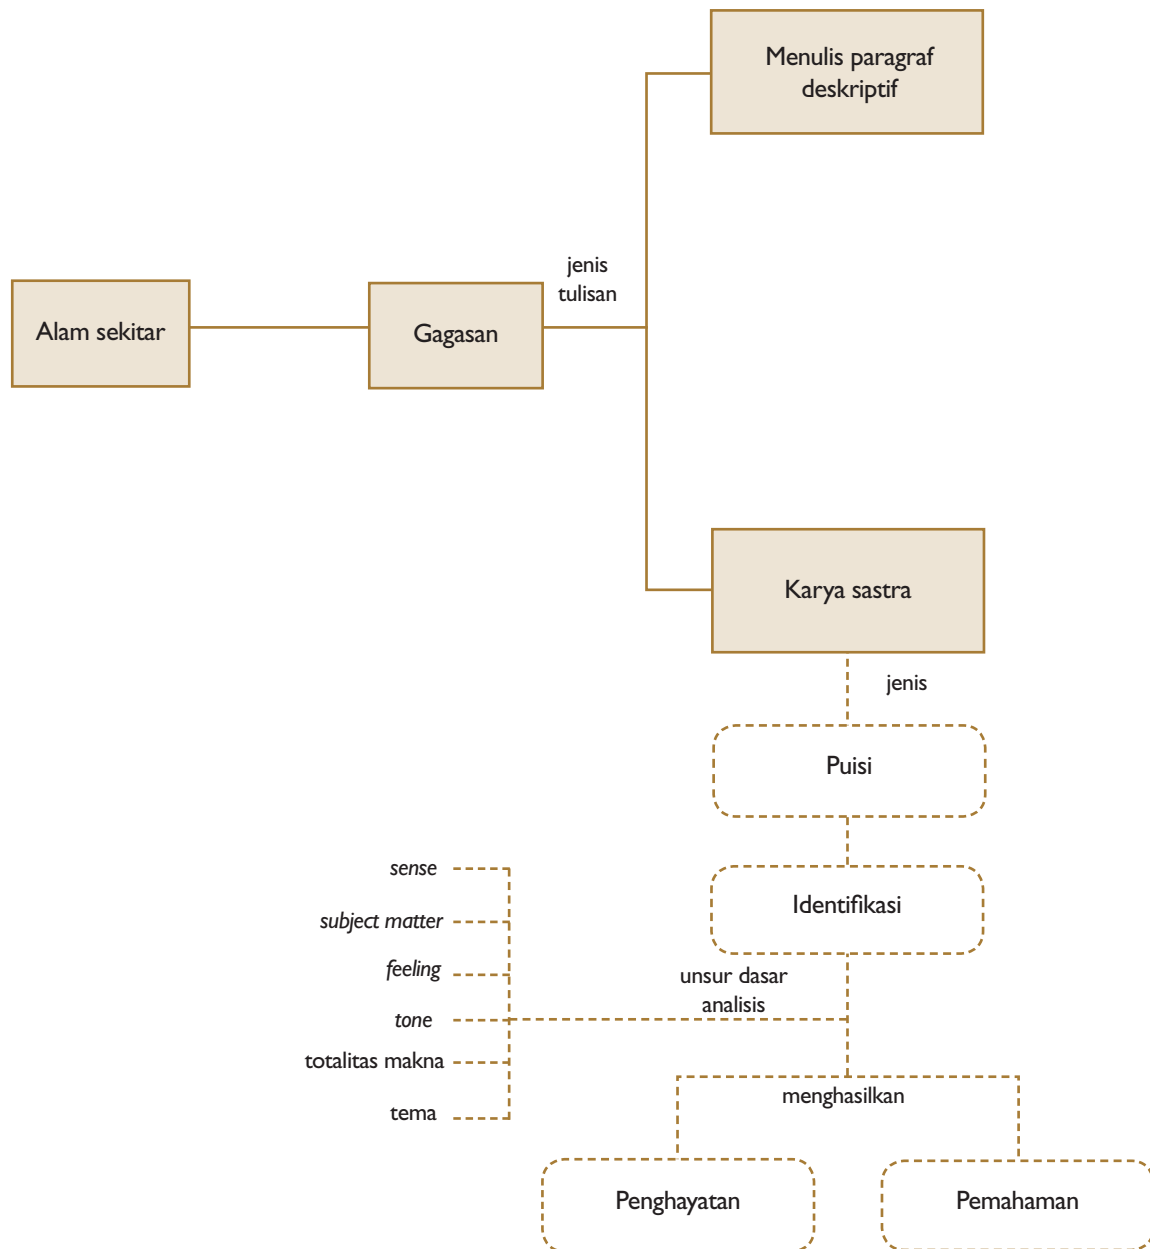 Menulis paragraf
deskriptif
jenis
tulisan
Alam sekitar
Gagasan
Karya sastra
jenis
Puisi
sense
Identifikasi
subject matter
feeling
unsur dasar
analisis
tone
totalitas makna
menghasilkan
tema
Penghayatan
Pemahaman